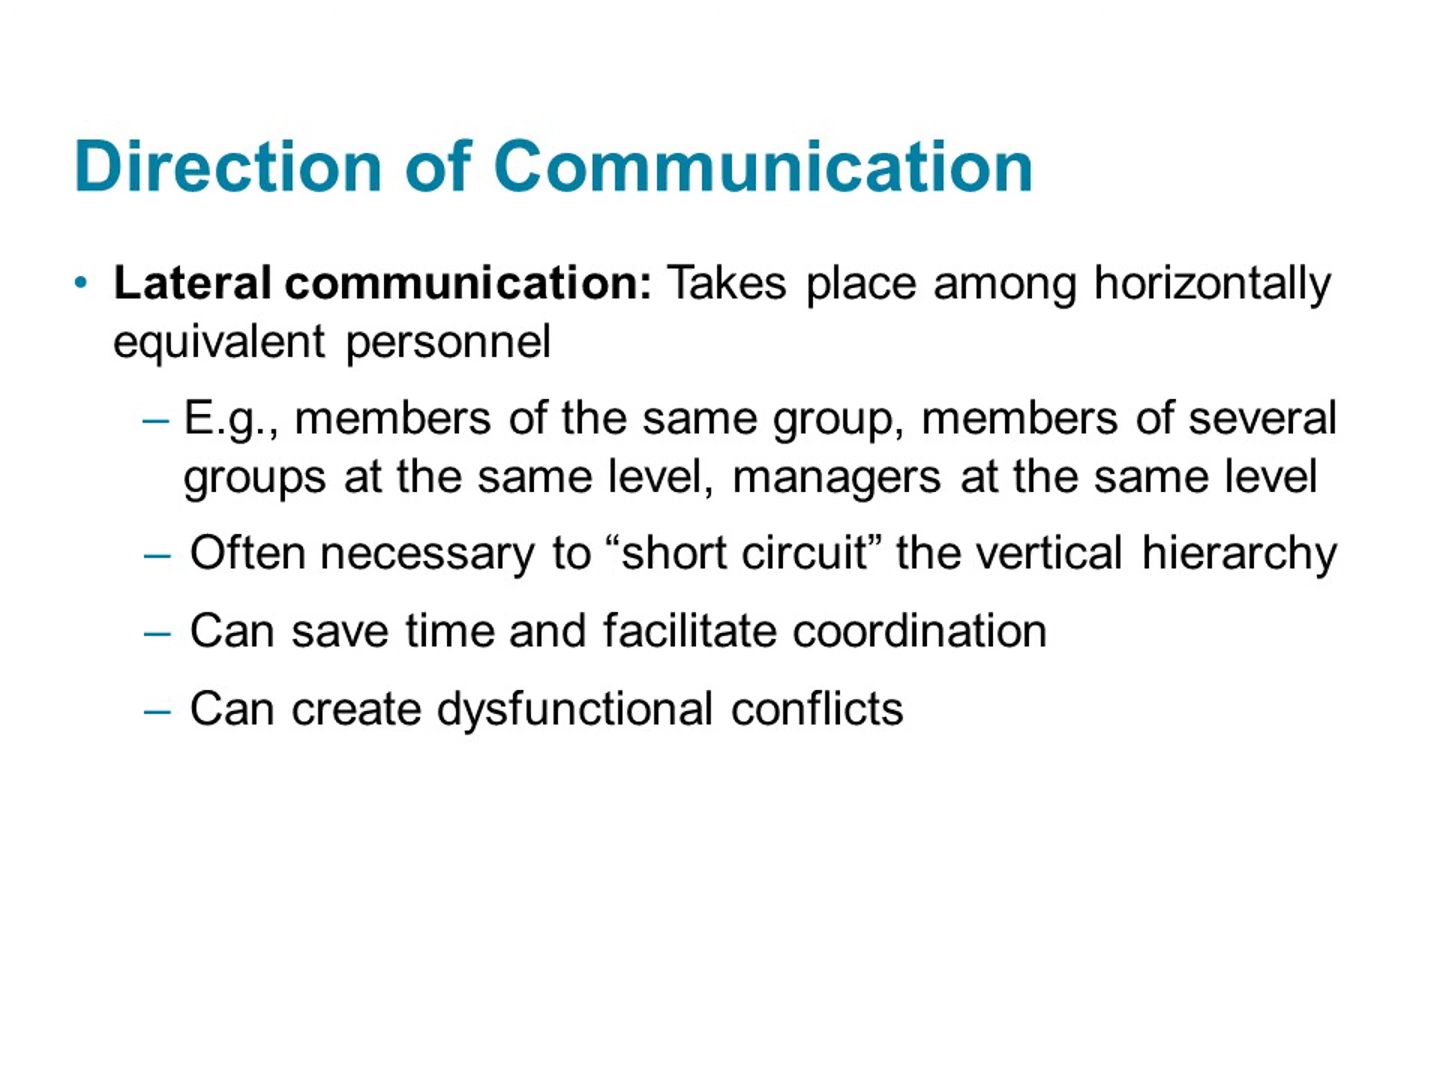 Direction of Communication
• Lateral communication: Takes place among horizontally
equivalent personnel
– E.g., members of the same group, members of several
groups at the same level, managers at the same level
– Often necessary to “short circuit” the vertical hierarchy
– Can save time and facilitate coordination
– Can create dysfunctional conflicts